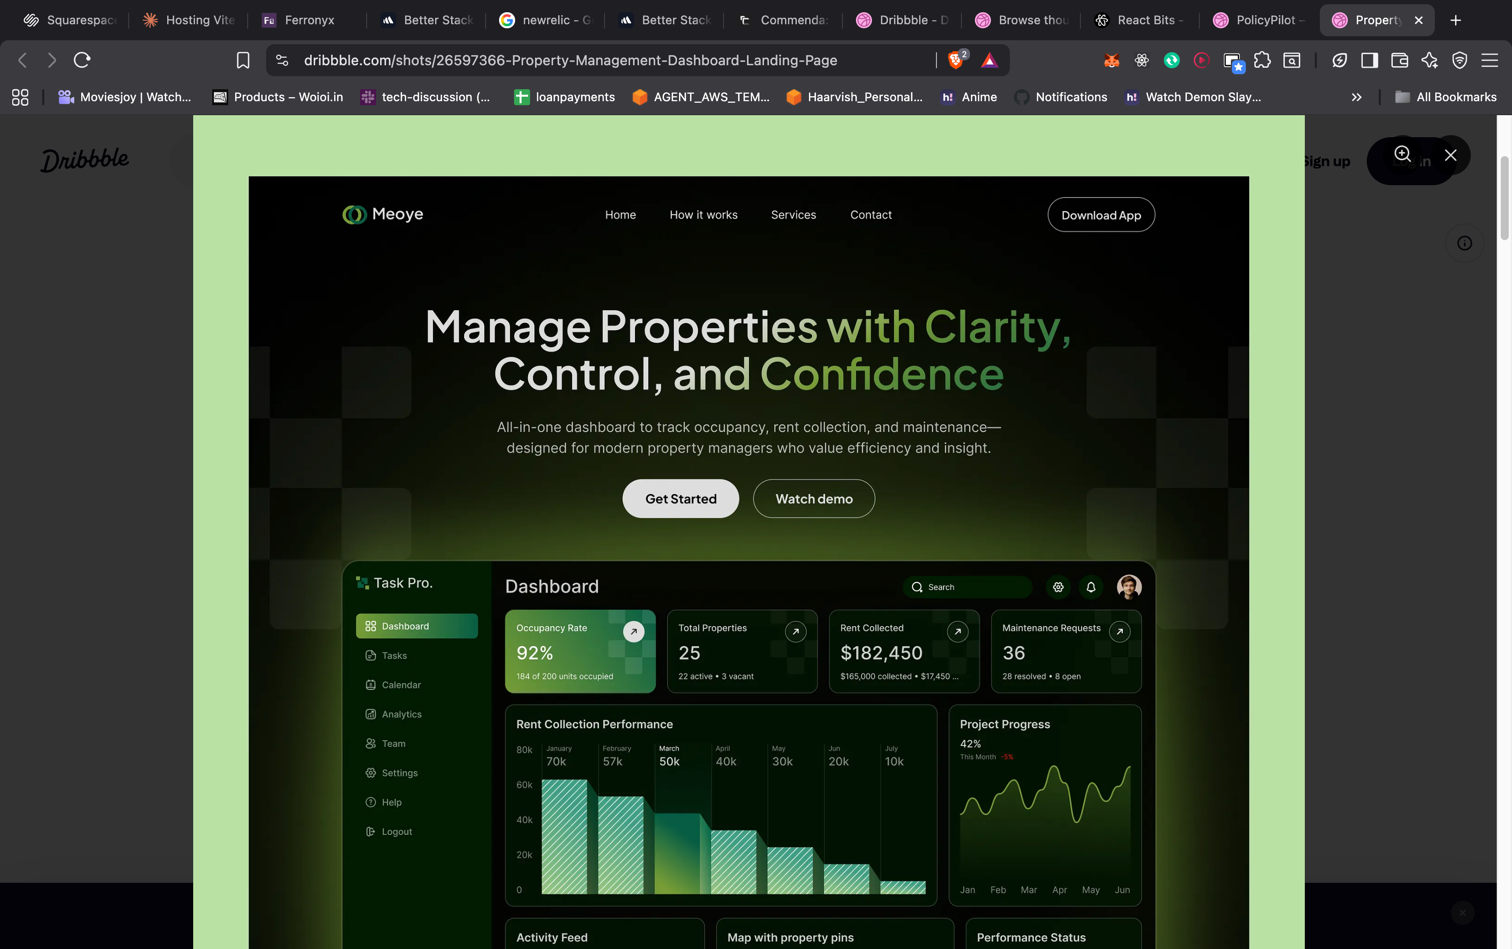 Squarespac
Hosting Vite
Ferronyx
Better Stack
newrelic - G
Better Stack
Commenda
Dribbble - D
Browse thou
React Bits -
PolicyPilot -
Property
dribbble.com/shots/26597366-Property-Management-Dashboard-Landing-Page
2
Moviesjoy | Watch...
Products – Woioi.in
tech-discussion (...
loanpayments
AGENT_AWS_TEM...
Haarvish_Personal...
Anime
Notifications
Watch Demon Slay...
All Bookmarks
Dribbble
Sign up
Meoye
Home
How it works
Services
Contact
Download App
Manage Properties with Clarity,
Control, and Confidence
All-in-one dashboard to track occupancy, rent collection, and maintenance—
designed for modern property managers who value efficiency and insight.
Get Started
Watch demo
Task Pro.
Dashboard
Tasks
Calendar
Analytics
Team
Settings
Help
Logout
Dashboard
Search
Occupancy Rate
92%
184 of 200 units occupied
Total Properties
25
22 active • 3 vacant
Rent Collected
$182,450
$165,000 collected • $17,450 ...
Maintenance Requests
36
28 resolved • 8 open
Rent Collection Performance
80k
60k
40k
20k
0
January
70k
February
57k
March
50k
April
40k
May
30k
Jun
20k
July
10k
Project Progress
42%
This Month -5%
Jan Feb Mar Apr May Jun
Activity Feed
Map with property pins
Performance Status